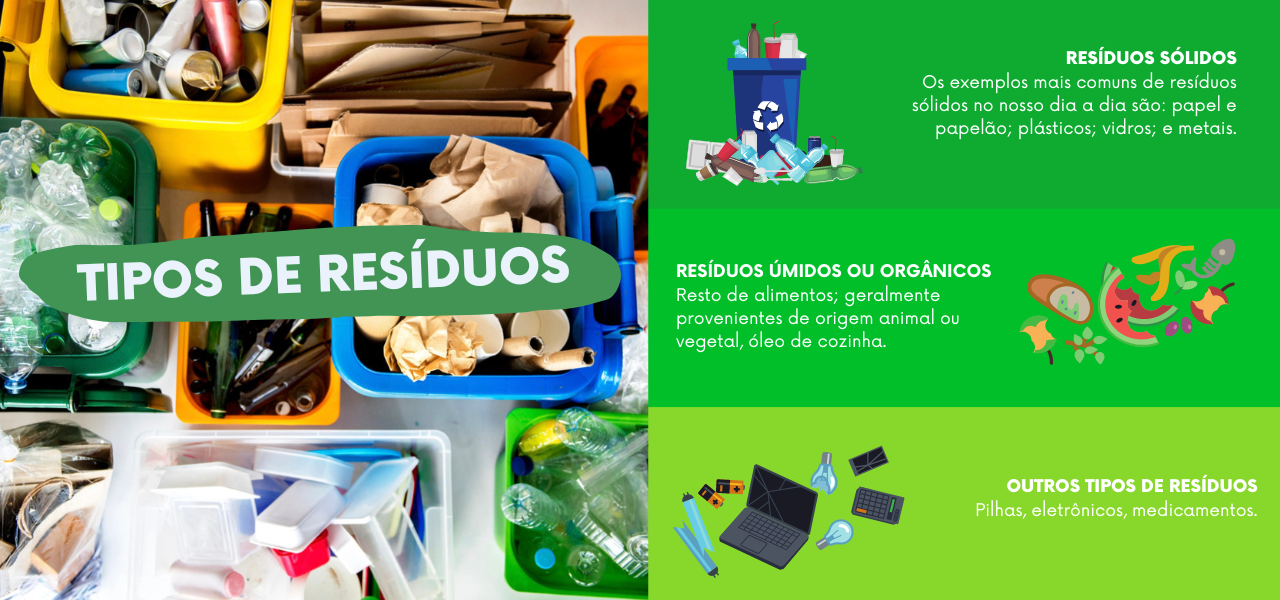 TIPOS DE RESÍDUOS
RESÍDUOS SÓLIDOS
Os exemplos mais comuns de resíduos
sólidos no nosso dia a dia são: papel e
papelão; plásticos; vidros; e metais.
RESÍDUOS ÚMIDOS OU ORGÂNICOS
Resto de alimentos; geralmente
provenientes de origem animal ou
vegetal, óleo de cozinha.
OUTROS TIPOS DE RESÍDUOS
Pilhas, eletrônicos, medicamentos.